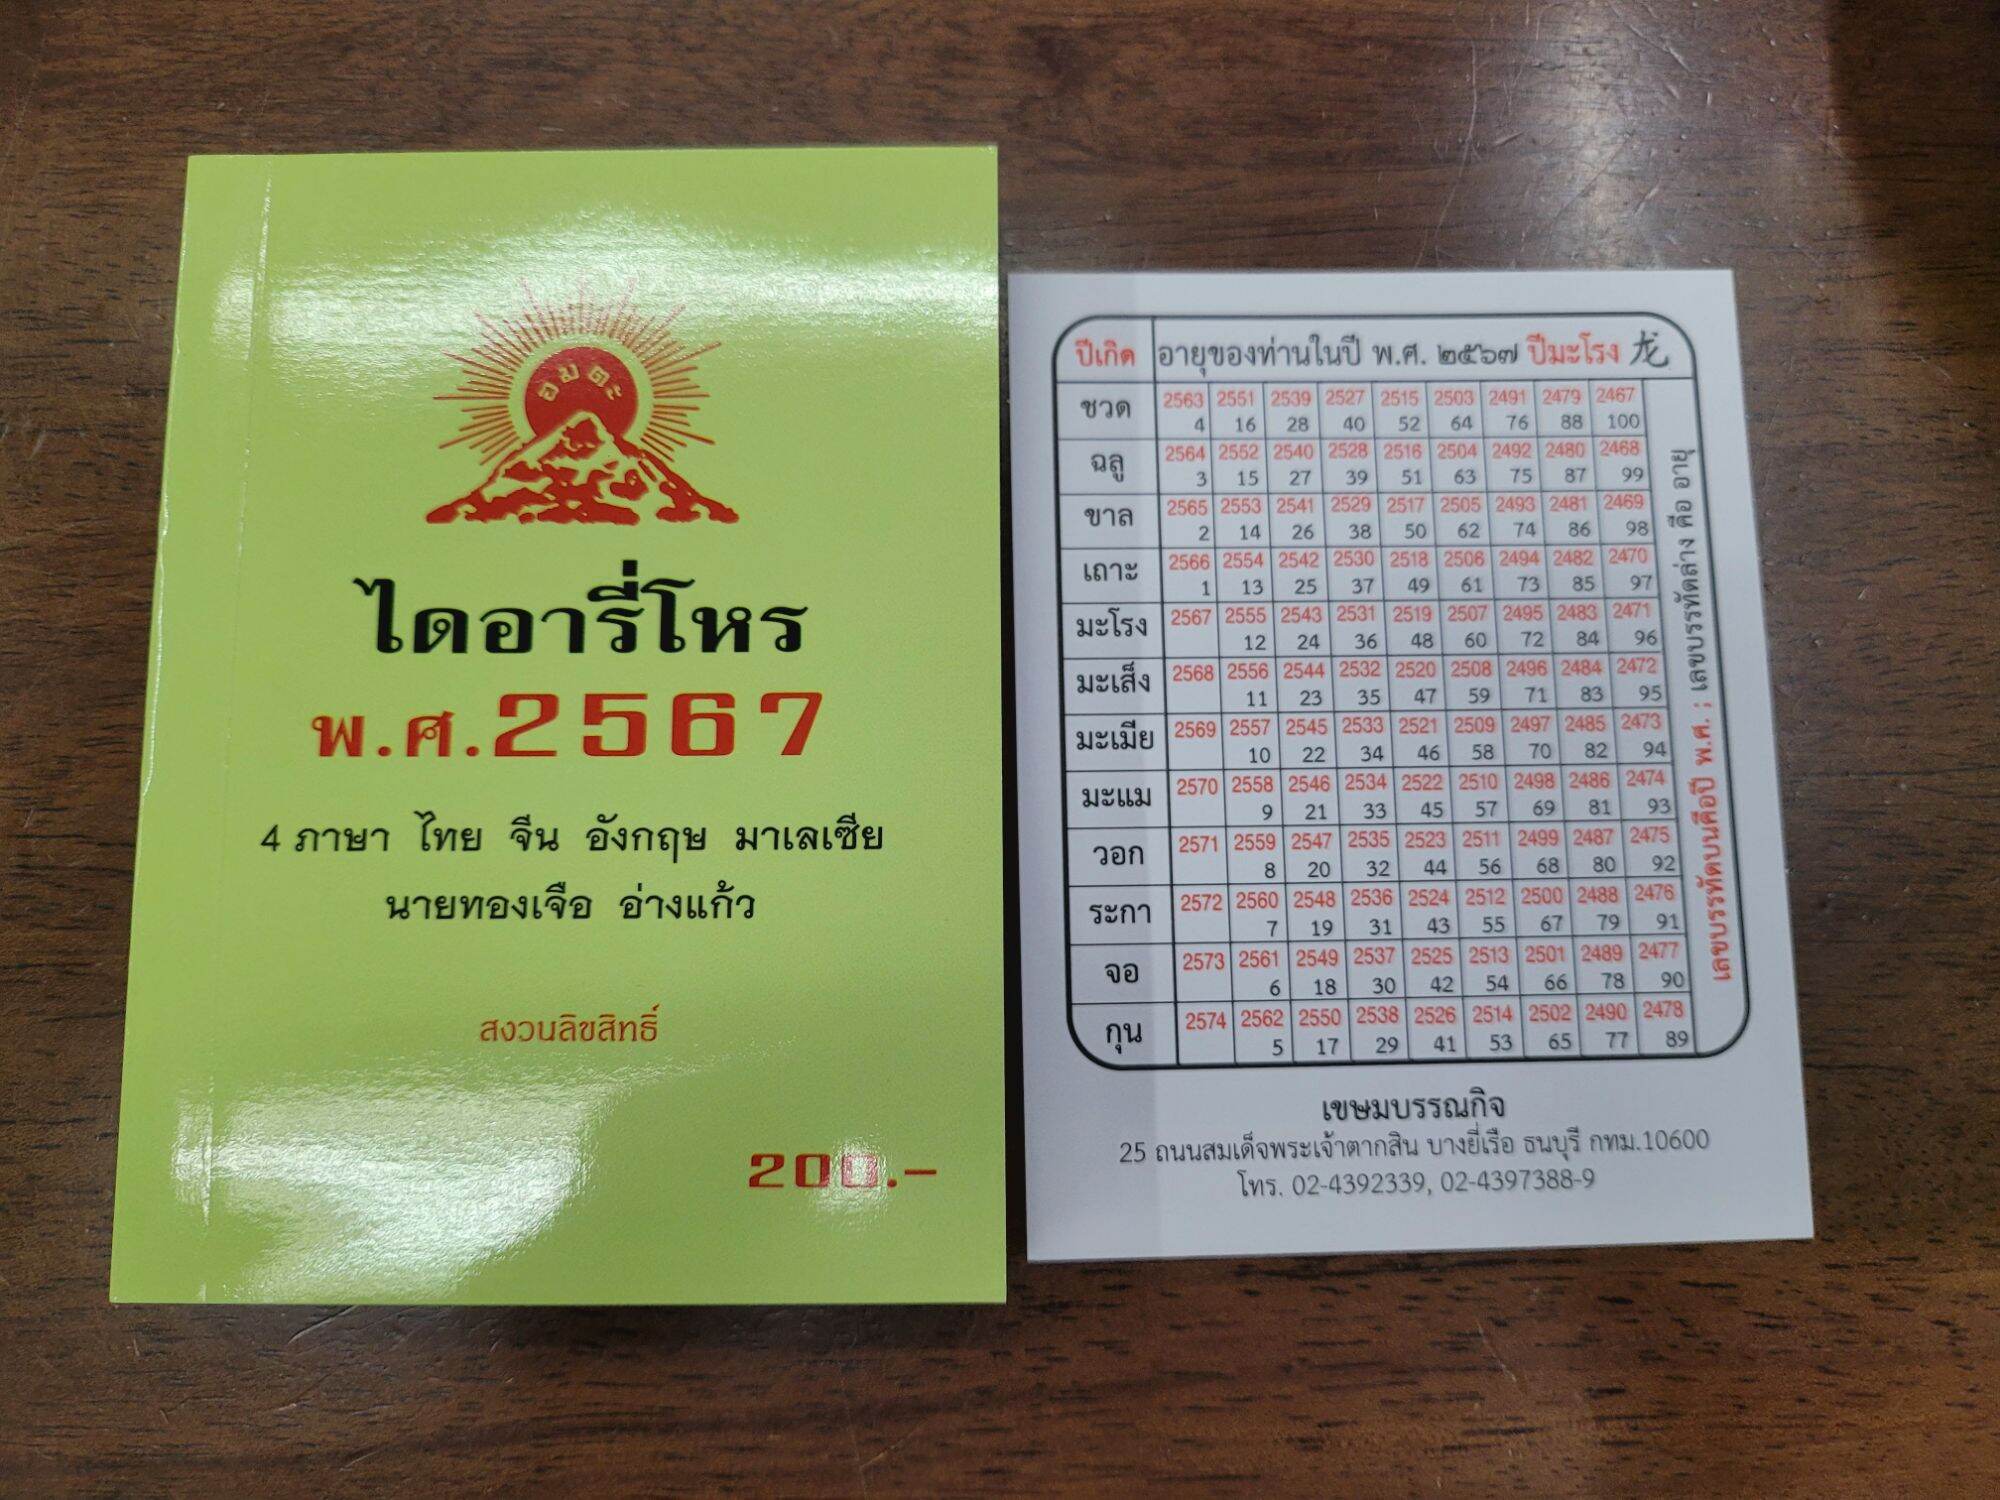 อมตะ
ไดอารี่โหร
พ.ศ.2567
4 ภาษา ไทย จีน อังกฤษ มาเลเซีย
นายทองเจือ อ่างแก้ว
สงวนลิขสิทธิ์
200.-
ปีเกิด อายุของท่านในปี พ.ศ. ๒๕๖๗ ปีมะโรง 龙
ชวด 2563 2551 2539 2527 2515 2503 2491 2479 2467
4 16 28 40 52 64 76 88 100
ฉลู 2564 2552 2540 2528 2516 2504 2492 2480 2468
3 15 27 39 51 63 75 87 99
ขาล 2565 2553 2541 2529 2517 2505 2493 2481 2469
2 14 26 38 50 62 74 86 98
เถาะ 2566 2554 2542 2530 2518 2506 2494 2482 2470
1 13 25 37 49 61 73 85 97
มะโรง 2567 2555 2543 2531 2519 2507 2495 2483 2471
12 24 36 48 60 72 84 96
มะเส็ง 2568 2556 2544 2532 2520 2508 2496 2484 2472
11 23 35 47 59 71 83 95
มะเมีย 2569 2557 2545 2533 2521 2509 2497 2485 2473
10 22 34 46 58 70 82 94
มะแม 2570 2558 2546 2534 2522 2510 2498 2486 2474
9 21 33 45 57 69 81 93
วอก 2571 2559 2547 2535 2523 2511 2499 2487 2475
8 20 32 44 56 68 80 92
ระกา 2572 2560 2548 2536 2524 2512 2500 2488 2476
7 19 31 43 55 67 79 91
จอ 2573 2561 2549 2537 2525 2513 2501 2489 2477
6 18 30 42 54 66 78 90
กุน 2574 2562 2550 2538 2526 2514 2502 2490 2478
5 17 29 41 53 65 77 89
เลขบรรทัดบนคือปี พ.ศ. ; เลขบรรทัดล่าง คือ อายุ
เขษมบรรณกิจ
25 ถนนสมเด็จพระเจ้าตากสิน บางยี่เรือ ธนบุรี กทม.10600
โทร. 02-4392339, 02-4397388-9